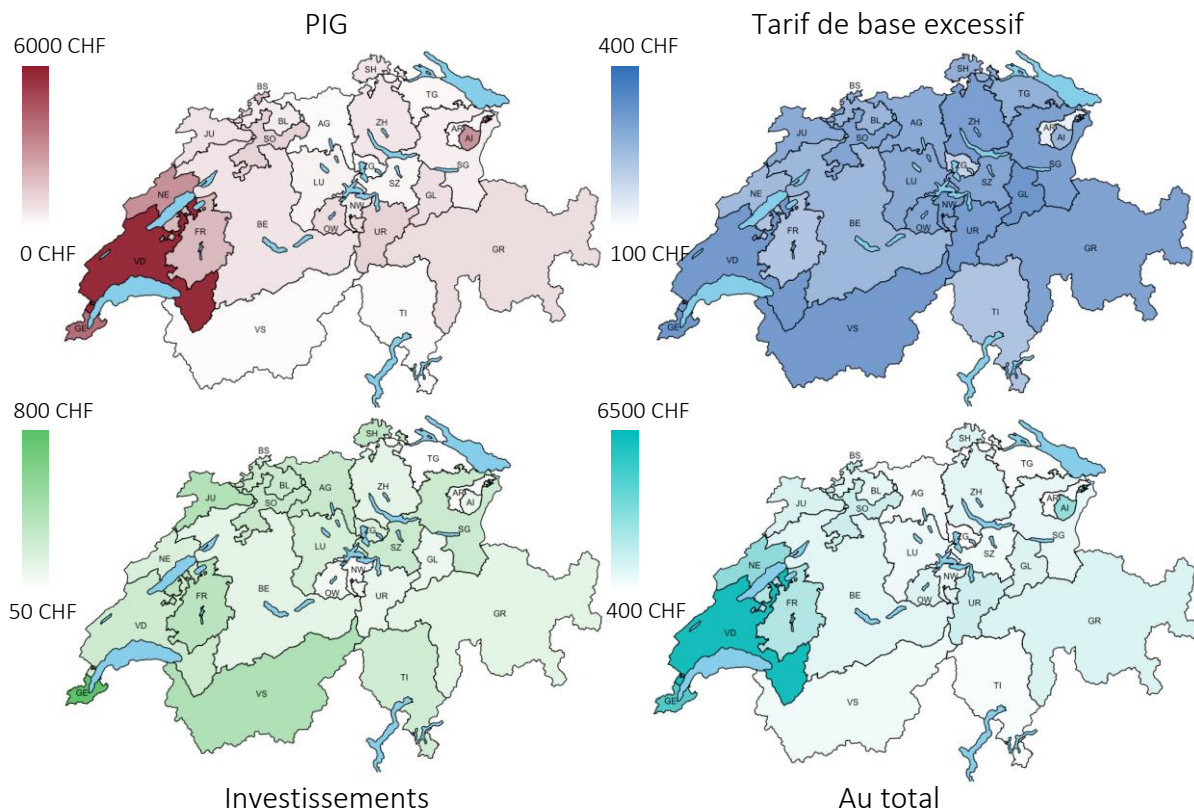 PIG
6000 CHF
0 CHF
SH
BS
TG
JU
BL
AG
ZH
SO
AR
AI
ZG
SG
NE
LU
SZ
NW
GL
BE
OW
UR
FR
VD
GR
GE
VS
TI
Tarif de base excessif
400 CHF
100 CHF
SH
BS
TG
JU
BL
AG
ZH
SO
AR
AI
ZG
SG
NE
LU
SZ
NW
GL
BE
OW
UR
FR
VD
GR
GE
VS
TI
800 CHF
50 CHF
SH
BS
TG
JU
BL
AG
ZH
SO
AR
AI
ZG
SG
NE
LU
SZ
NW
GL
BE
OW
UR
FR
VD
GR
GE
VS
TI
Investissements
6500 CHF
400 CHF
SH
BS
TG
JU
BL
AG
ZH
SO
AR
AI
ZG
SG
NE
LU
SZ
NW
GL
BE
OW
UR
FR
VD
GR
GE
VS
TI
Au total